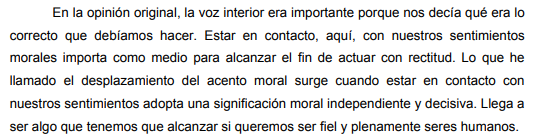 En la opinión original, la voz interior era importante porque nos decía qué era lo
correcto que debíamos hacer. Estar en contacto, aquí, con nuestros sentimientos
morales importa como medio para alcanzar el fin de actuar con rectitud. Lo que he
llamado el desplazamiento del acento moral surge cuando estar en contacto con
nuestros sentimientos adopta una significación moral independiente y decisiva. Llega a
ser algo que tenemos que alcanzar si queremos ser fiel y plenamente seres humanos.